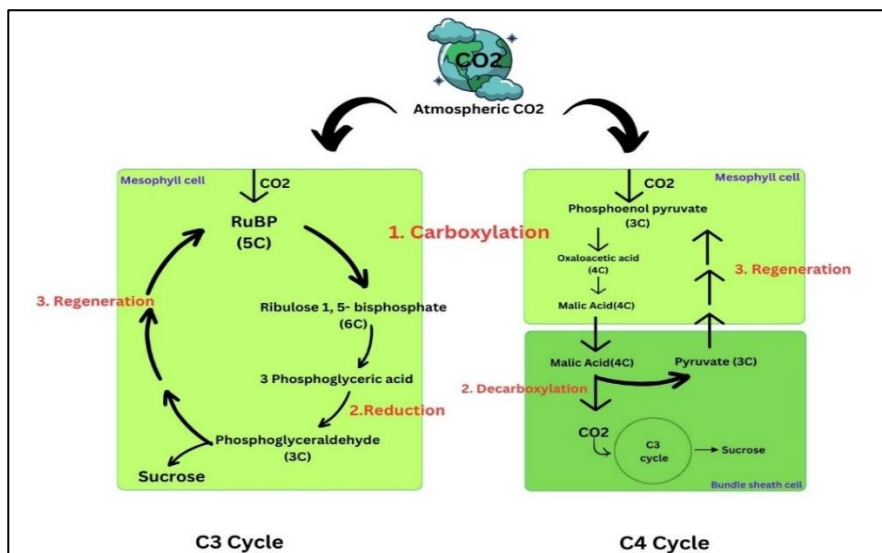 CO2
Atmospheric CO2
Mesophyll cell
CO2
RuBP
(5C)
1. Carboxylation
3. Regeneration
Ribulose 1, 5- bisphosphate
(6C)
3 Phosphoglyceric acid
2.Reduction
Phosphoglyceraldehyde
(3C)
Sucrose
C3 Cycle
Mesophyll cell
CO2
Phosphoenol pyruvate
(3C)
Oxaloacetic acid
(4C)
3. Regeneration
Malic Acid(4C)
Malic Acid(4C)
Pyruvate (3C)
2. Decarboxylation
CO2
C3
cycle
Sucrose
Bundle sheath cell
C4 Cycle